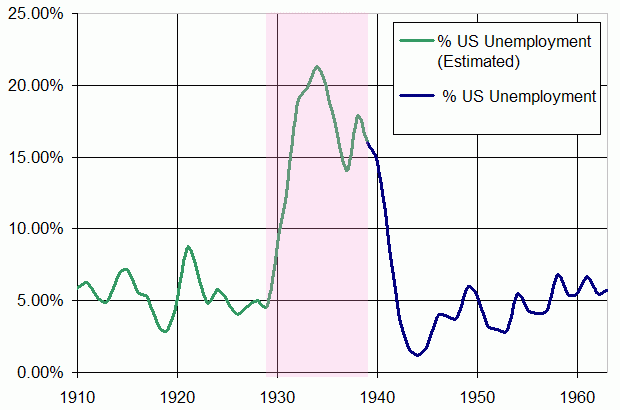 25.00%
20.00%
15.00%
10.00%
5.00%
0.00%
1910 1920 1930 1940 1950 1960
% US Unemployment
(Estimated)
% US Unemployment